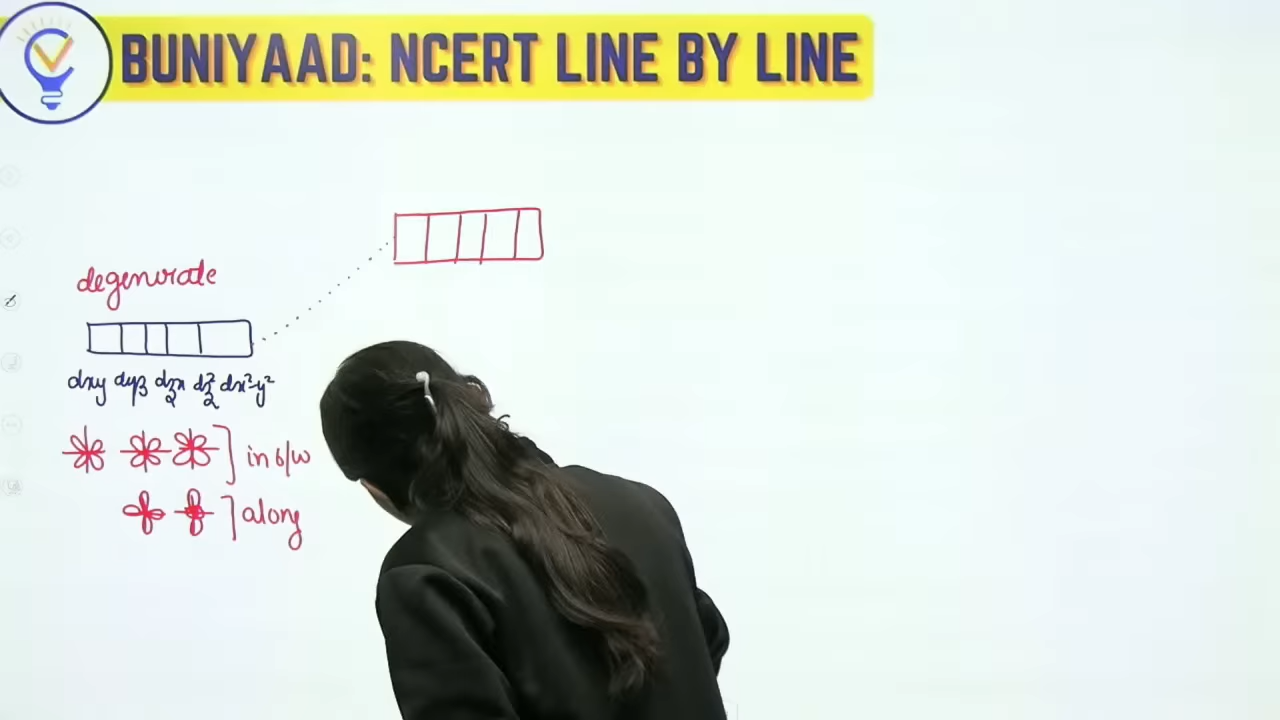 BUNIYAAD: NCERT LINE BY LINE
degenerate
dxy dyz dzx dz² dx²-y²
in b/w
along